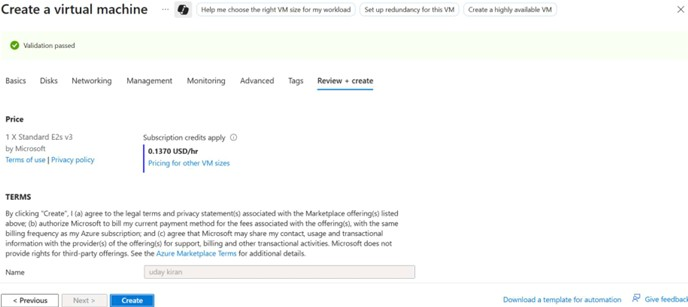 Create a virtual machine ... Help me choose the right VM size for my workload Set up redundancy for this VM Create a highly available VM
Validation passed
Basics Disks Networking Management Monitoring Advanced Tags Review + create
Price
1 X Standard E2s v3 Subscription credits apply
by Microsoft 0.1370 USD/hr
Terms of use | Privacy policy Pricing for other VM sizes
TERMS
By clicking "Create", I (a) agree to the legal terms and privacy statement(s) associated with the Marketplace offering(s) listed
above; (b) authorize Microsoft to bill my current payment method for the fees associated with the offering(s), with the same
billing frequency as my Azure subscription; and (c) agree that Microsoft may share my contact, usage and transactional
information with the provider(s) of the offering(s) for support, billing and other transactional activities. Microsoft does not
provide rights for third-party offerings. See the Azure Marketplace Terms for additional details.
Name uday kiran
< Previous Next > Create Download a template for automation Give feedback